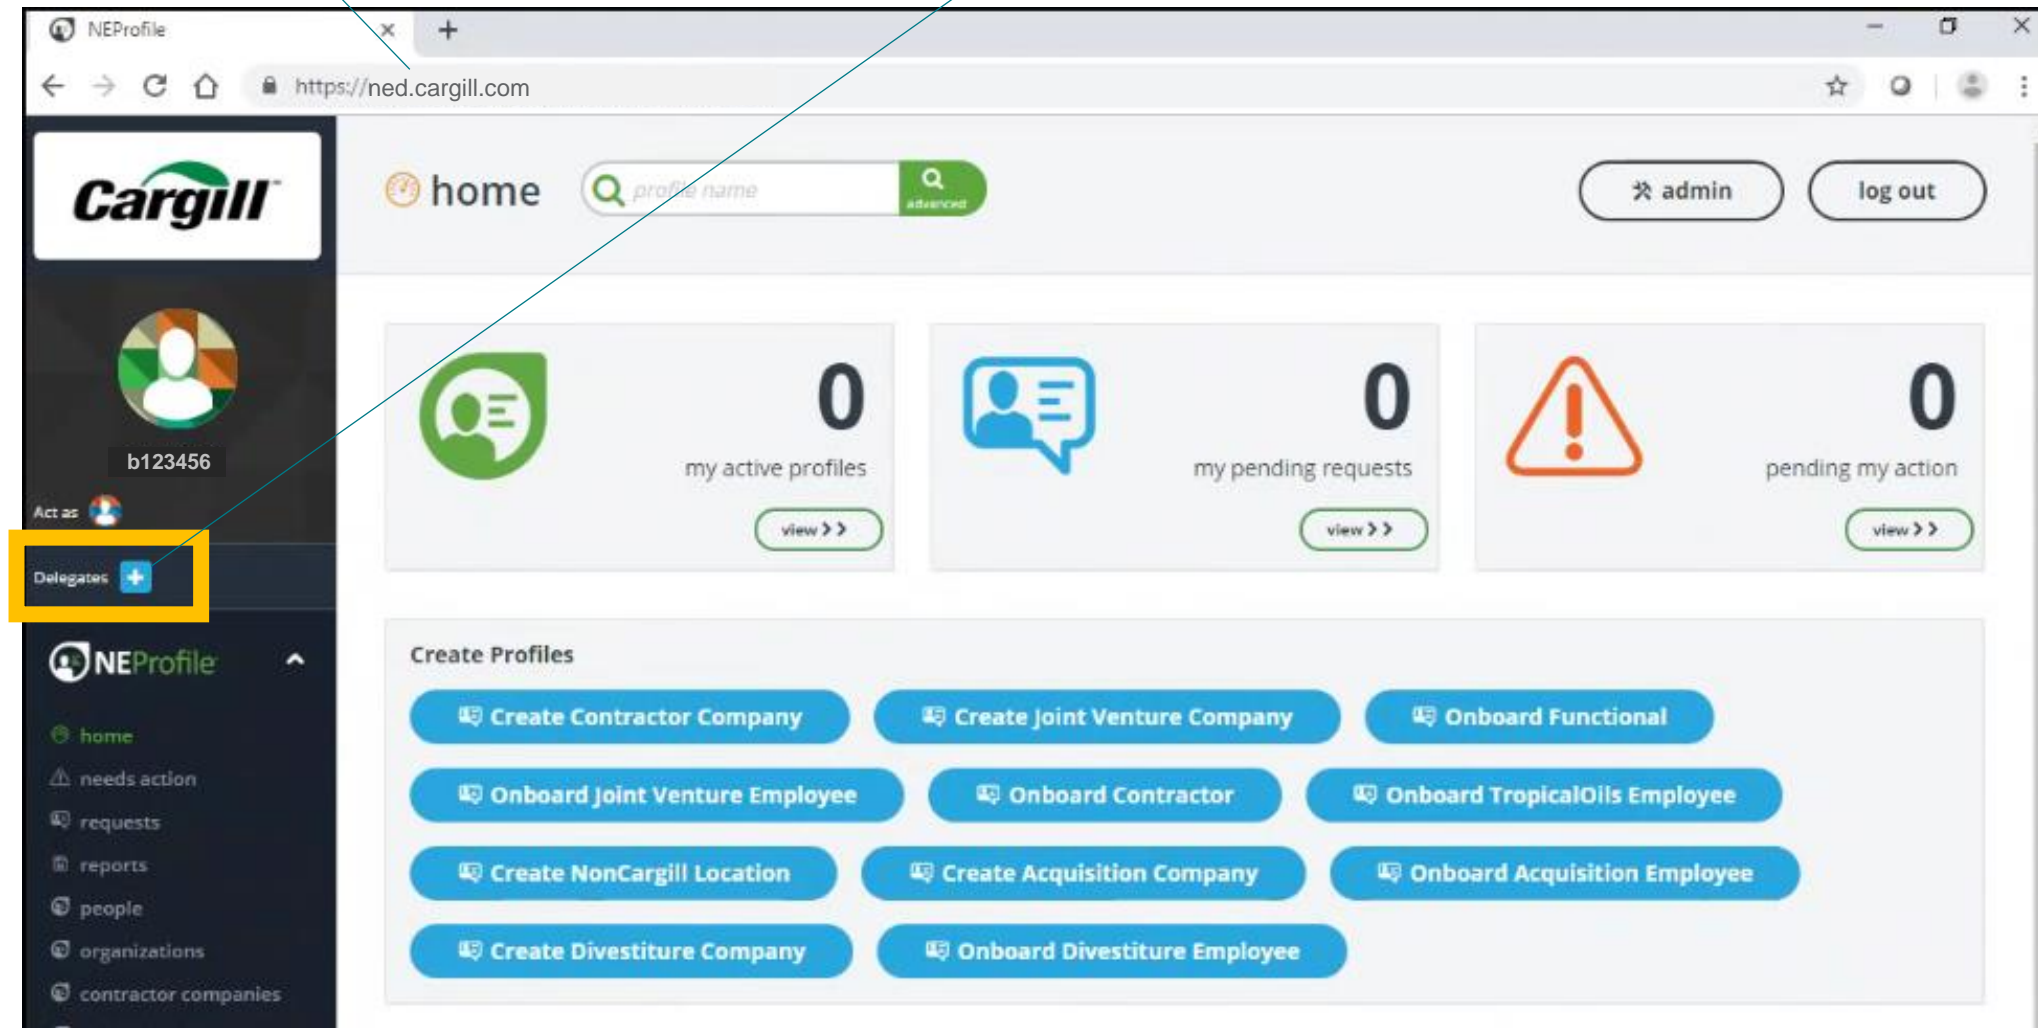 NEProfile
https://ned.cargill.com
Cargill
home
profile name
advanced
admin
log out
b123456
Act as
Delegates
0
my active profiles
view >>
0
my pending requests
view >>
0
pending my action
view >>
NEProfile
home
needs action
requests
reports
people
organizations
contractor companies
Create Profiles
Create Contractor Company
Create Joint Venture Company
Onboard Functional
Onboard Joint Venture Employee
Onboard Contractor
Onboard TropicalOils Employee
Create NonCargill Location
Create Acquisition Company
Onboard Acquisition Employee
Create Divestiture Company
Onboard Divestiture Employee